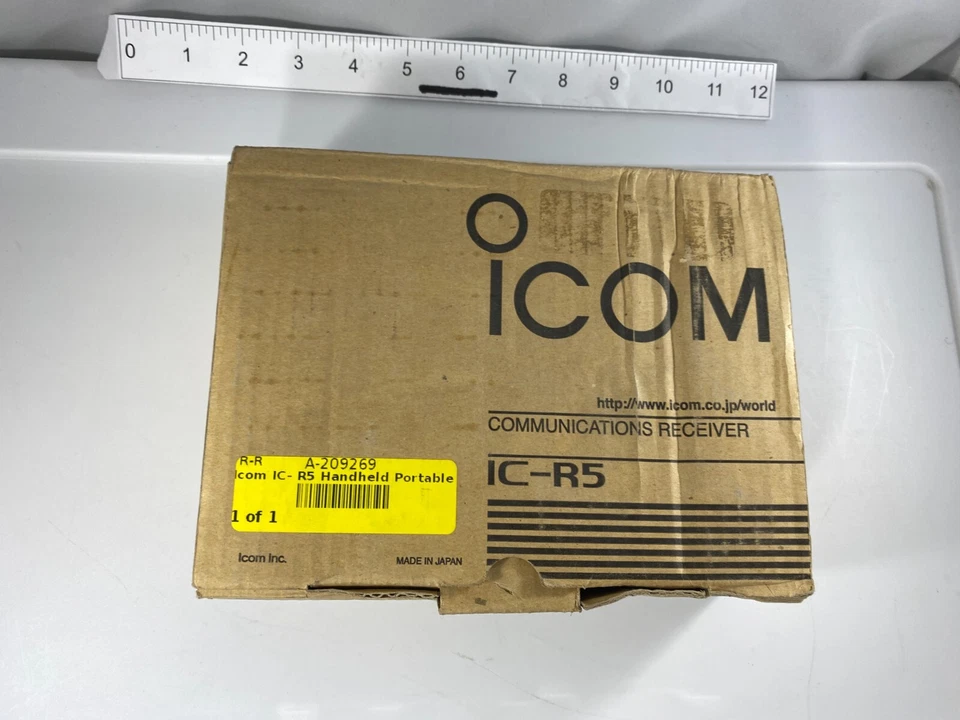 0 1 2 3 4 5 6 7 8 9 10 11 12
ICOM
http://www.icom.co.jp/world
COMMUNICATIONS RECEIVER
IC-R5
R-R A-209269
Icom IC- R5 Handheld Portable
1 of 1
Icom Inc. MADE IN JAPAN